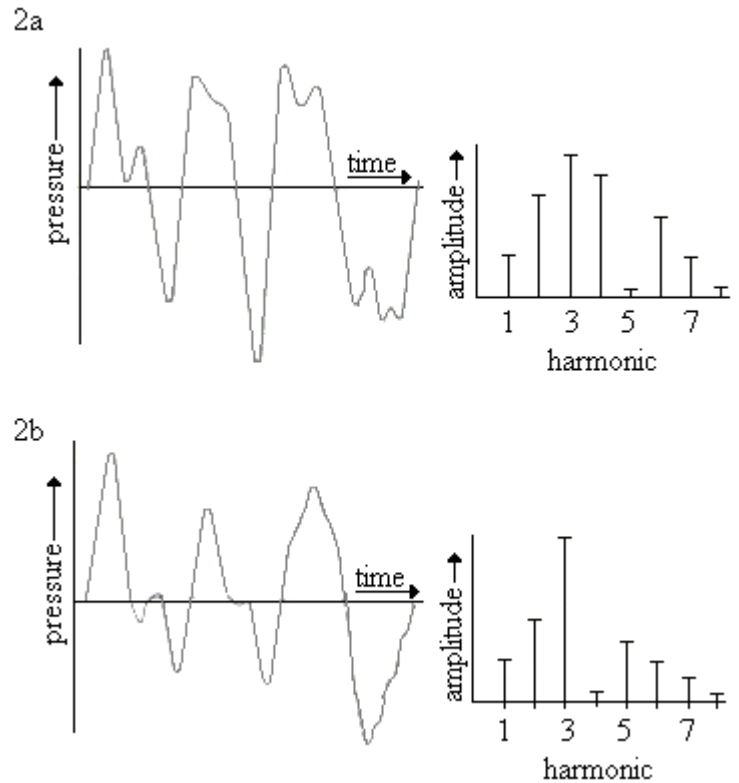 2a
pressure
time
amplitude
1 3 5 7
harmonic
2b
pressure
time
amplitude
1 3 5 7
harmonic